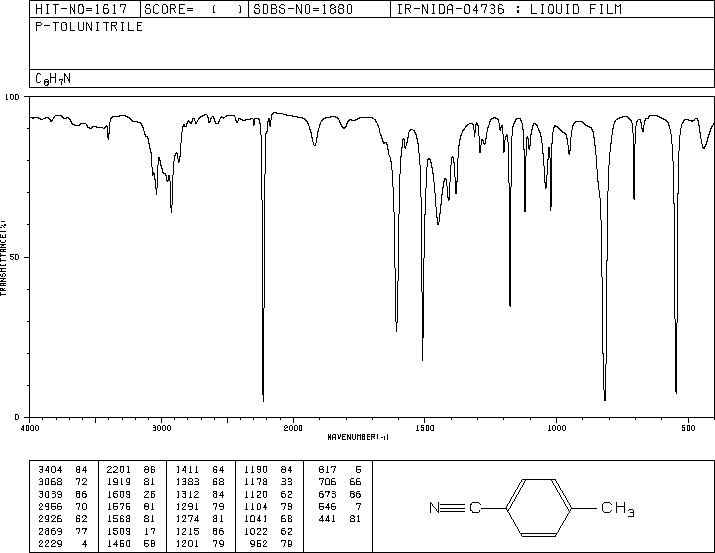 HIT-NO=1617 SCORE= ( ) SDBS-NO=1880 IR-NIDA-04736 : LIQUID FILM
P-TOLUNITRILE
C8H7N
100
50
0
TRANSMITTANCE(%)
4000 3000 2000 1500 1000 500
WAVENUMBER(-1)
3404 84 2201 86 1411 64 1190 84 817 5
3068 72 1919 81 1383 68 1178 33 706 66
3039 86 1609 26 1312 84 1120 62 673 86
2956 70 1576 81 1291 79 1104 79 546 7
2926 62 1568 81 1274 81 1041 68 441 81
2869 77 1509 17 1215 86 1022 62
2229 4 1450 58 1201 79 952 79
N C CH3